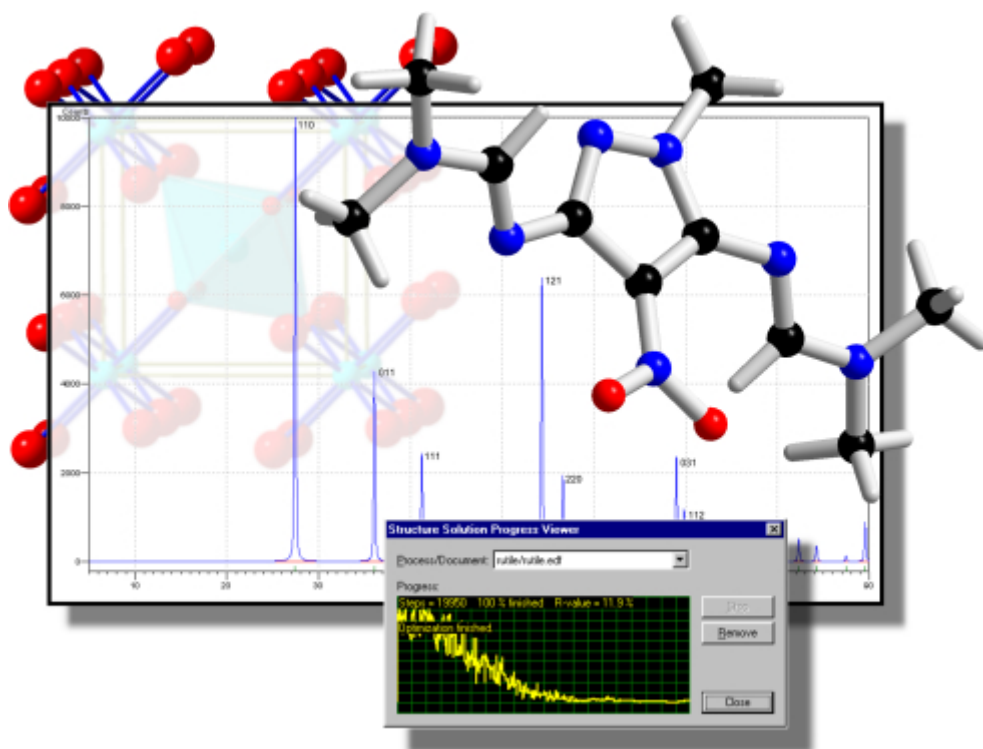 Counts
10000
110
8000
6000
121
4000
011
2000
111
220
031
112
0
10
20
30
90
Structure Solution Progress Viewer
Process/Document: rutile/rutile.edf
Progress:
Steps = 19950 100 % finished R-value = 11.9 %
Optimization finished
Stop
Remove
Close